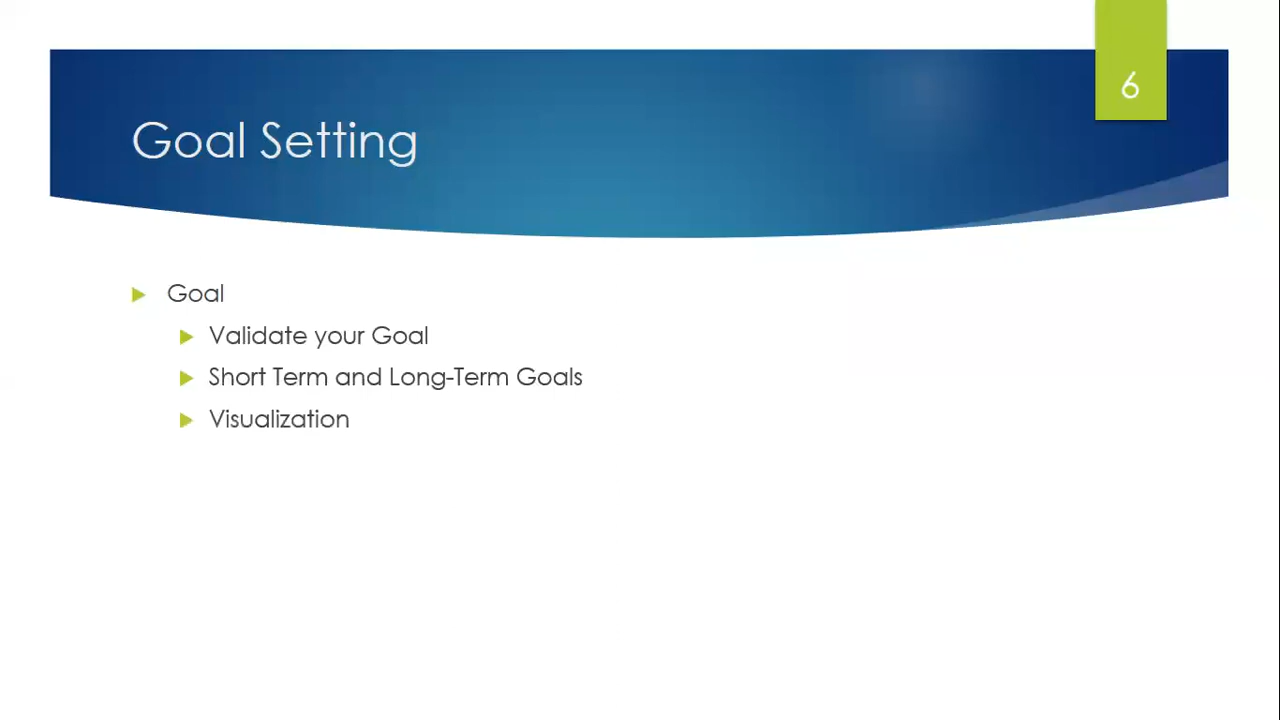 6
Goal Setting
Goal
Validate your Goal
Short Term and Long-Term Goals
Visualization